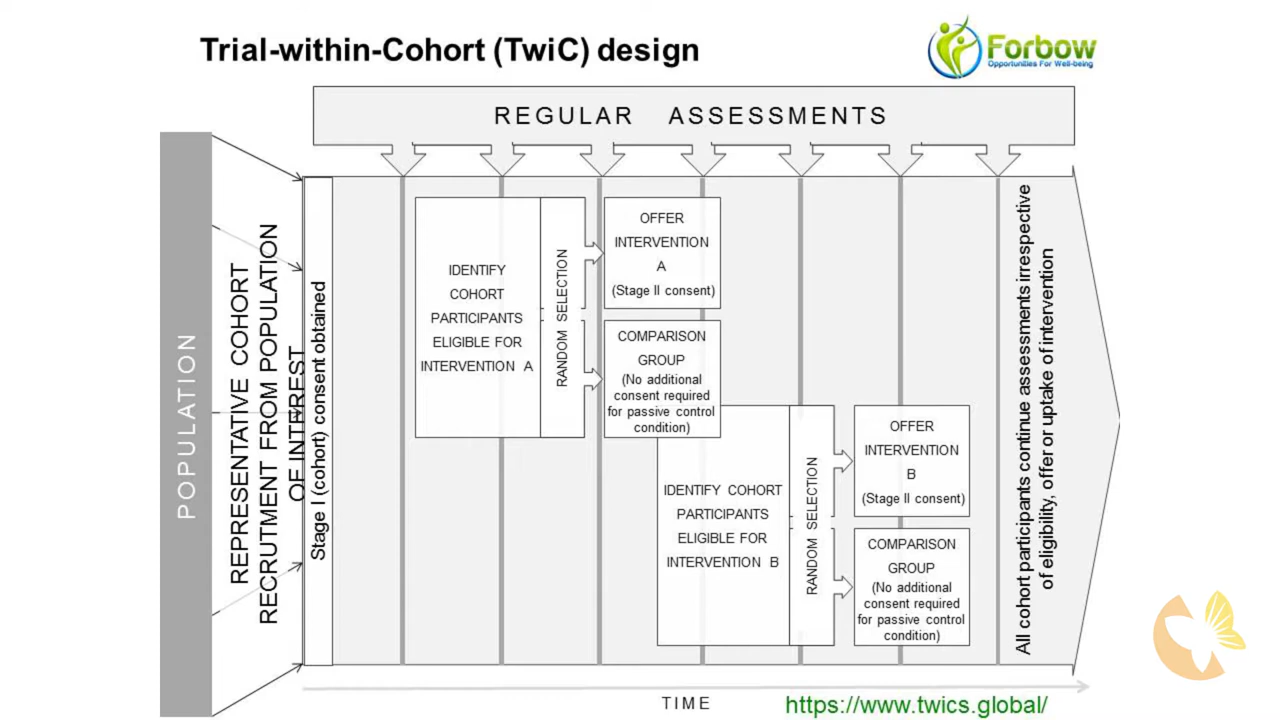 Trial-within-Cohort (TwiC) design
Forbow
Opportunities For Well-being
REGULAR ASSESSMENTS
POPULATION
REPRESENTATIVE COHORT
RECRUTMENT FROM POPULATION
OF INTEREST
Stage I (cohort) consent obtained
IDENTIFY
COHORT
PARTICIPANTS
ELIGIBLE FOR
INTERVENTION A
RANDOM SELECTION
OFFER
INTERVENTION
A
(Stage II consent)
COMPARISON
GROUP
(No additional
consent required
for passive control
condition)
IDENTIFY COHORT
PARTICIPANTS
ELIGIBLE FOR
INTERVENTION B
RANDOM SELECTION
OFFER
INTERVENTION
B
(Stage II consent)
COMPARISON
GROUP
(No additional
consent required
for passive control
condition)
All cohort participants continue assessments irrespective
of eligibility, offer or uptake of intervention
TIME
https://www.twics.global/